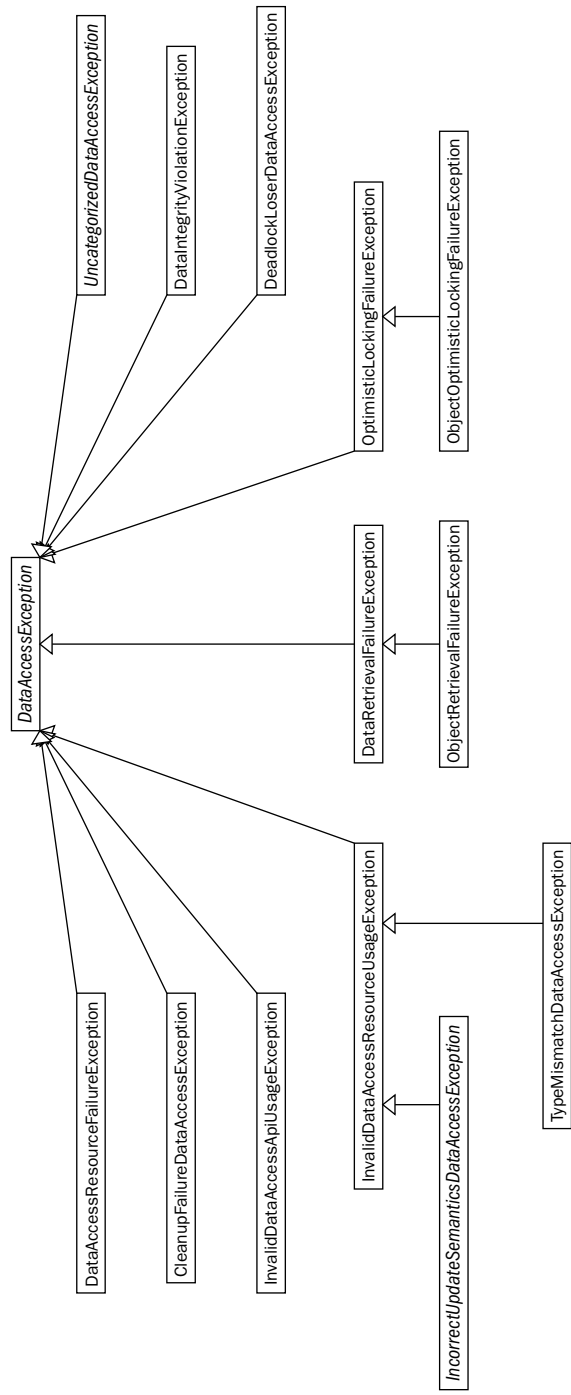 DataAccessException
DataAccessResourceFailureException
UncategorizedDataAccessException
CleanupFailureDataAccessException
DataIntegrityViolationException
InvalidDataAccessApiUsageException
DeadlockLoserDataAccessException
InvalidDataAccessResourceUsageException
DataRetrievalFailureException
OptimisticLockingFailureException
IncorrectUpdateSemanticsDataAccessException
ObjectRetrievalFailureException
ObjectOptimisticLockingFailureException
TypeMismatchDataAccessException